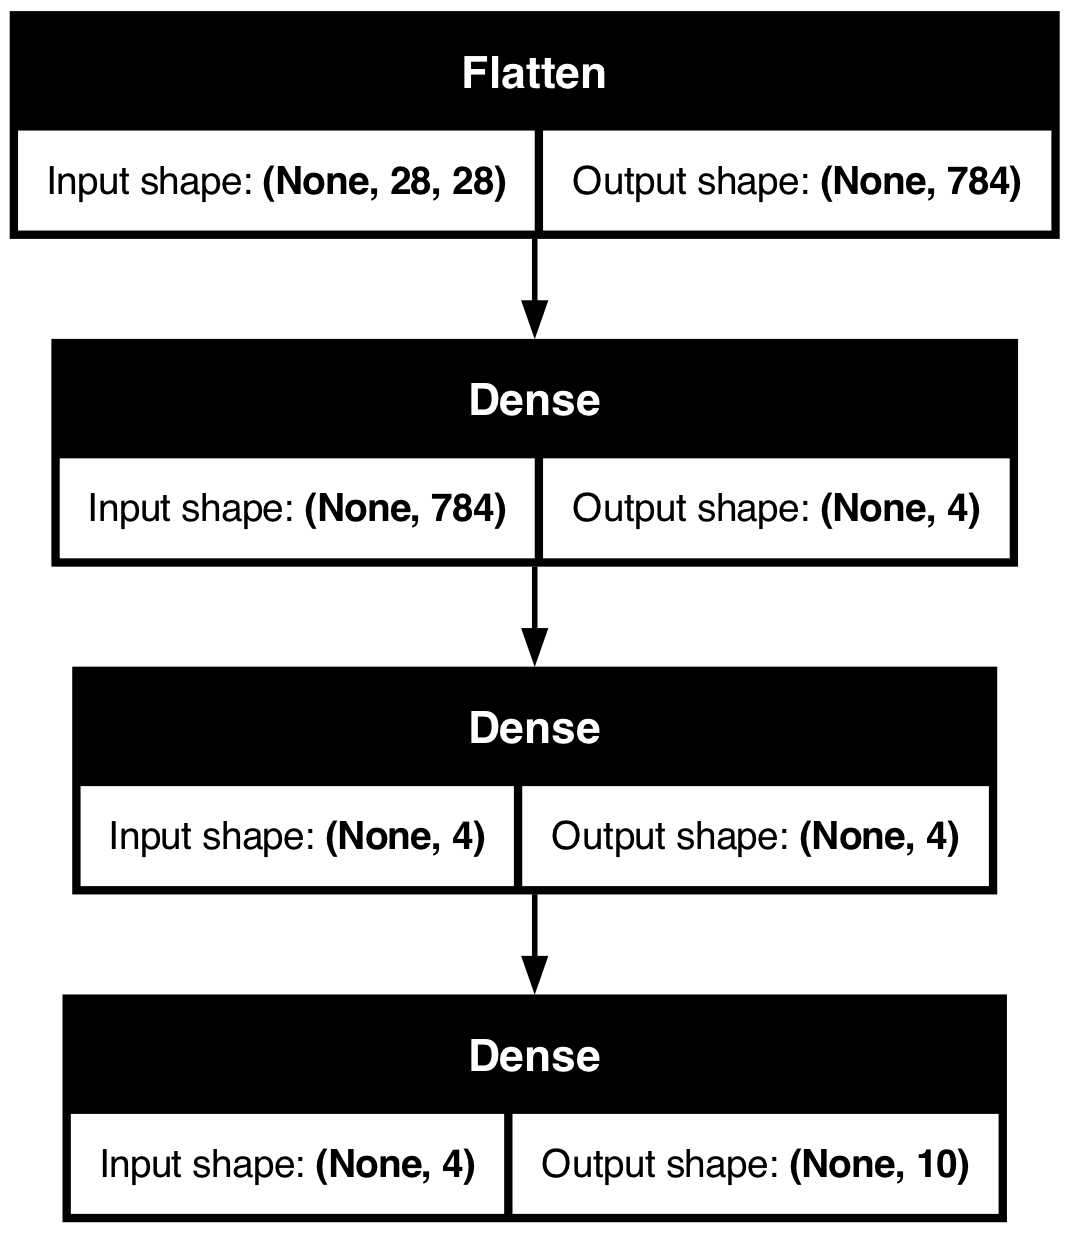 Flatten
Input shape: (None, 28, 28) Output shape: (None, 784)
Dense
Input shape: (None, 784) Output shape: (None, 4)
Dense
Input shape: (None, 4) Output shape: (None, 4)
Dense
Input shape: (None, 4) Output shape: (None, 10)